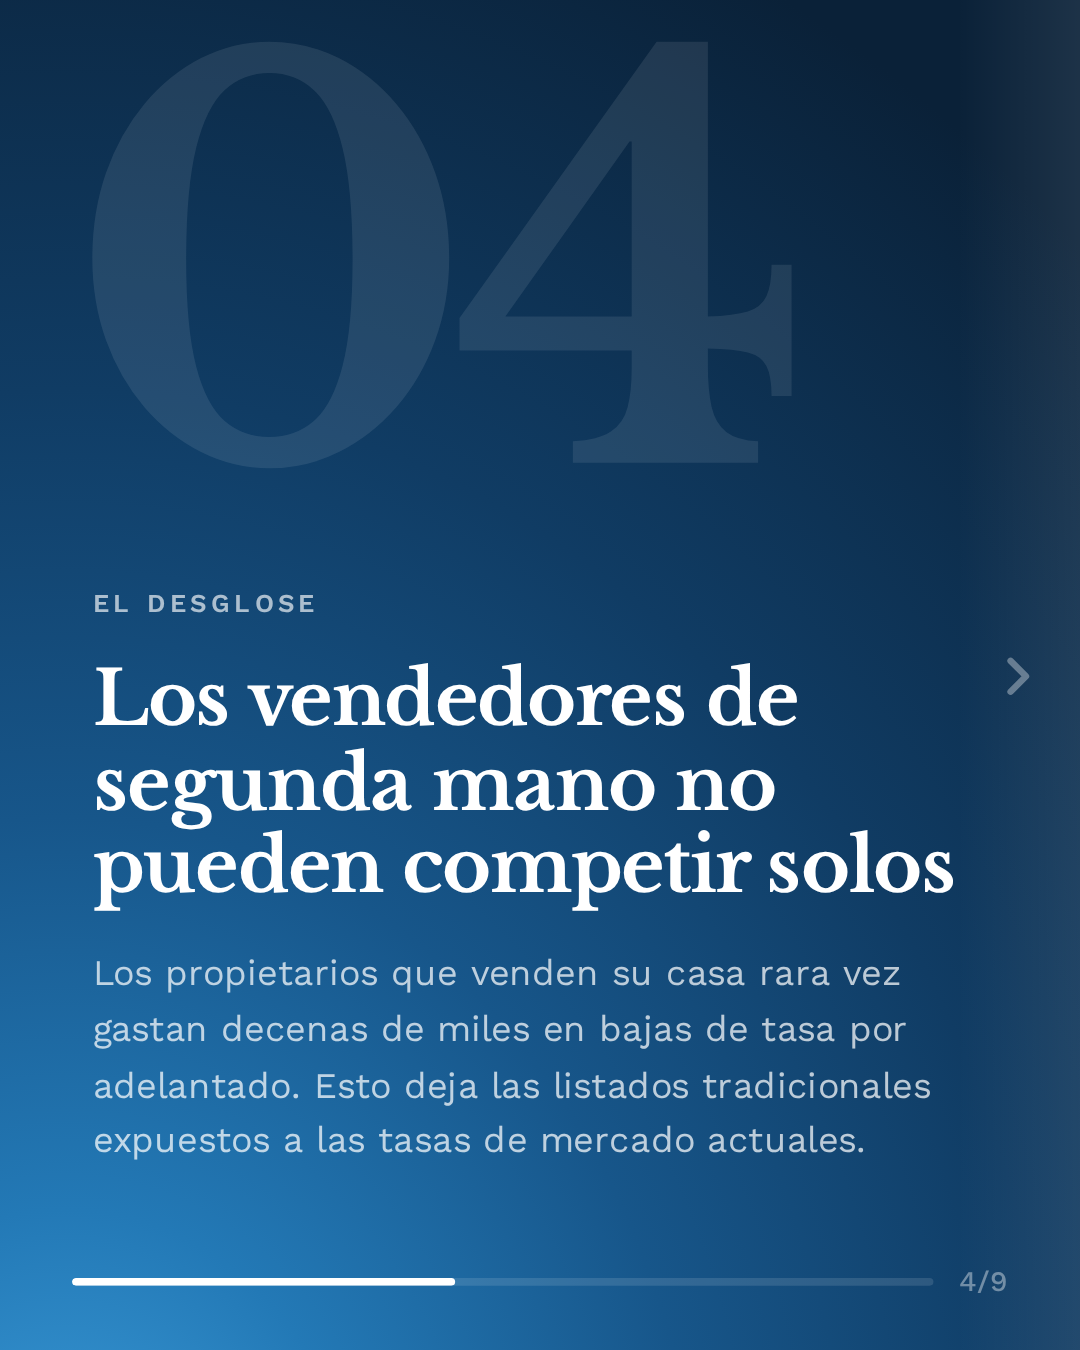 04
EL DESGLOSE
Los vendedores de
segunda mano no
pueden competir solos
Los propietarios que venden su casa rara vez
gastan decenas de miles en bajas de tasa por
adelantado. Esto deja las listados tradicionales
expuestos a las tasas de mercado actuales.
4/9